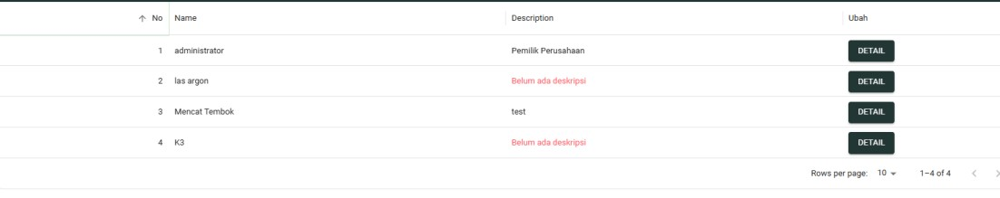 ↑ No Name Description Ubah
1 administrator Pemilik Perusahaan DETAIL
2 las argon Belum ada deskripsi DETAIL
3 Mencat Tembok test DETAIL
4 K3 Belum ada deskripsi DETAIL
Rows per page: 10 1–4 of 4